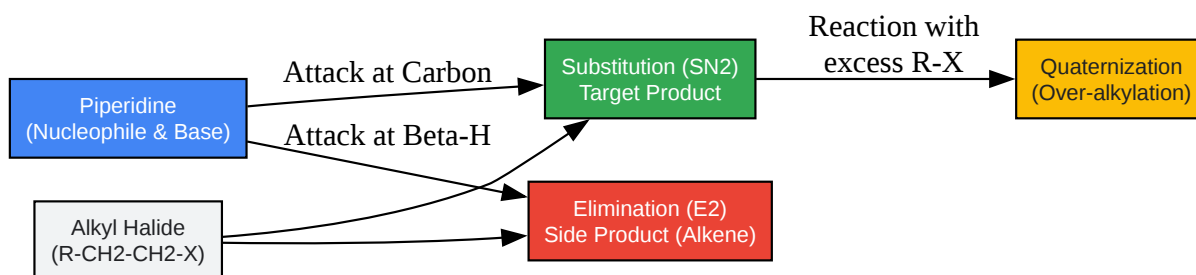 Piperidine
(Nucleophile & Base)
Attack at Carbon
Attack at Beta-H
Alkyl Halide
(R-CH2-CH2-X)
Substitution (SN2)
Target Product
Elimination (E2)
Side Product (Alkene)
Reaction with
excess R-X
Quaternization
(Over-alkylation)